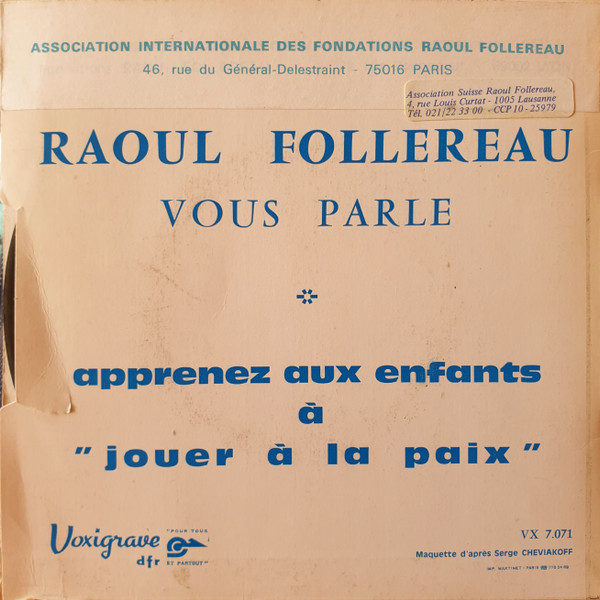 ASSOCIATION INTERNATIONALE DES FONDATIONS RAOUL FOLLEREAU
46, rue du Général-Delestraint - 75016 PARIS
Association Suisse Raoul Follereau,
4, rue Louis Curtat - 1005 Lausanne
Tél. 021/22 33 00 - CCP 10 - 25979
RAOUL FOLLEREAU
VOUS PARLE
apprenez aux enfants
à
"jouer à la paix"
Voxigrave
dfr
"POUR TOUS
ET PARTOUT"
VX 7.071
Maquette d'après Serge CHEVIAKOFF